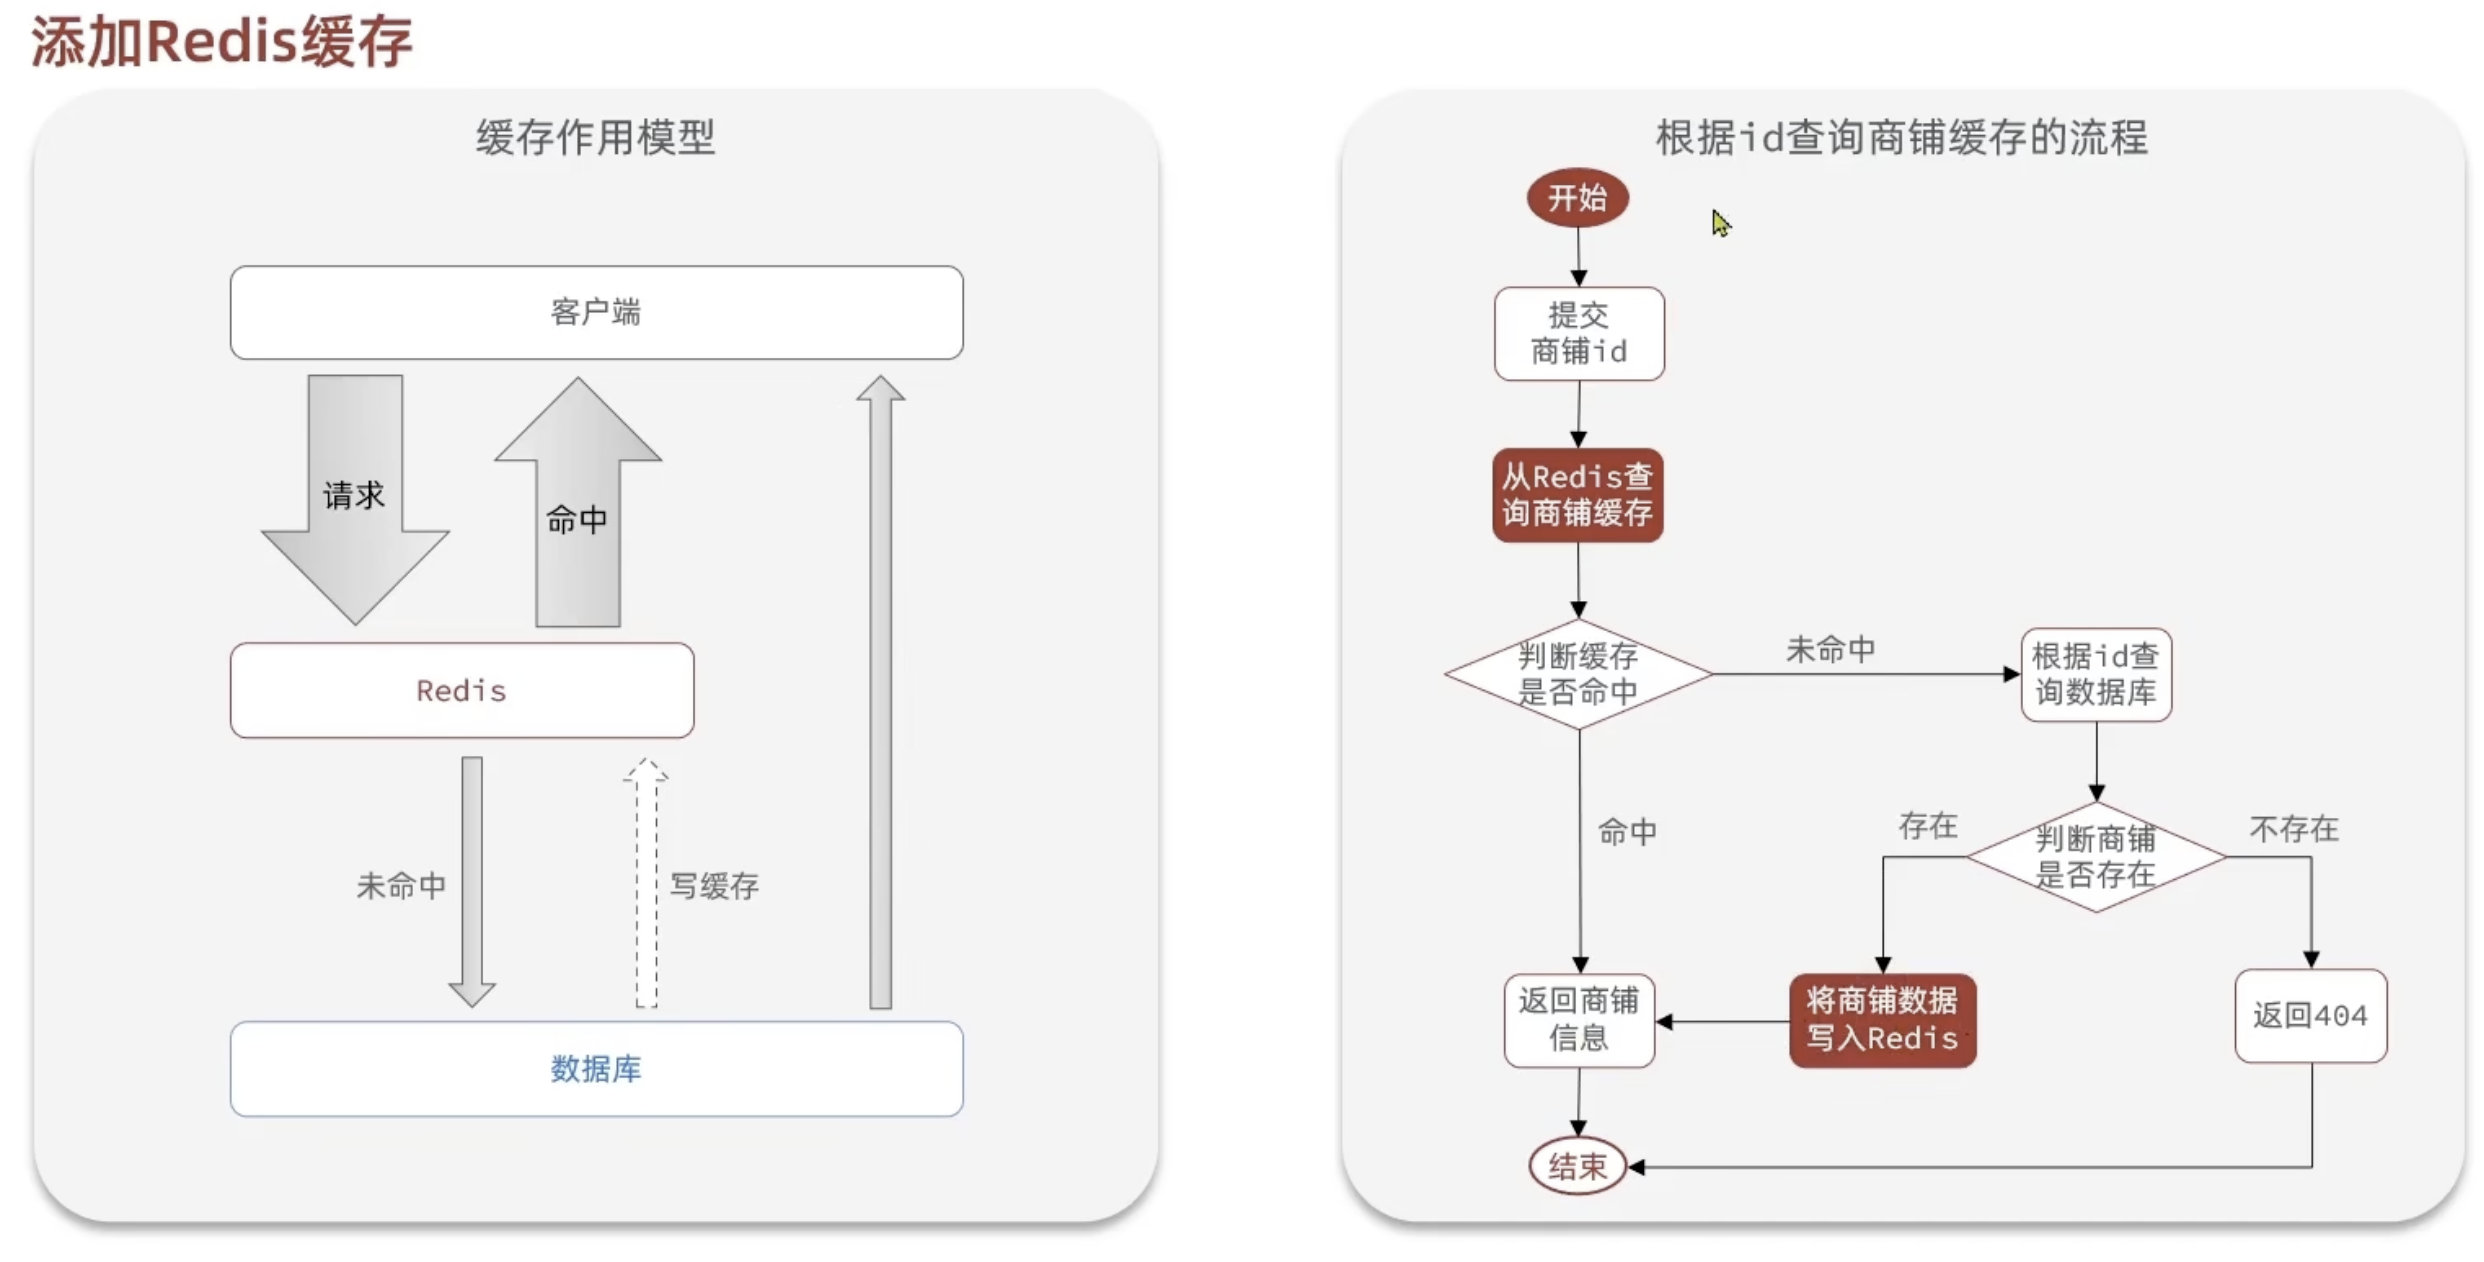 添加Redis缓存
缓存作用模型
客户端
请求
命中
Redis
未命中
写缓存
数据库
根据id查询商铺缓存的流程
开始
提交
商铺id
从Redis查
询商铺缓存
判断缓存
是否命中
未命中
根据id查
询数据库
命中
存在
判断商铺
是否存在
不存在
返回商铺
信息
将商铺数据
写入Redis
返回404
结束